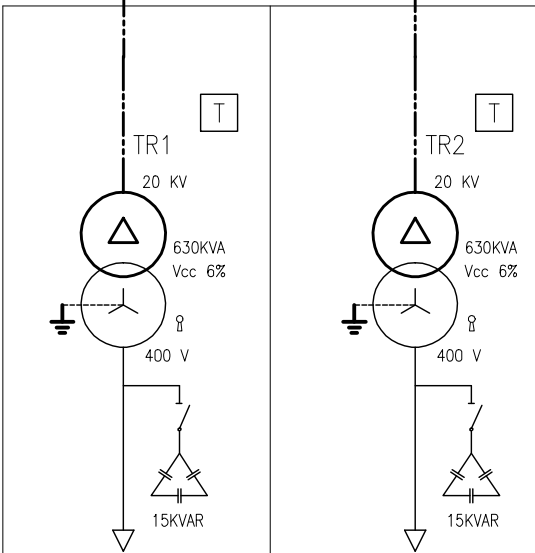 T
TR1
20 KV
630KVA
Vcc 6%
400 V
15KVAR
T
TR2
20 KV
630KVA
Vcc 6%
400 V
15KVAR